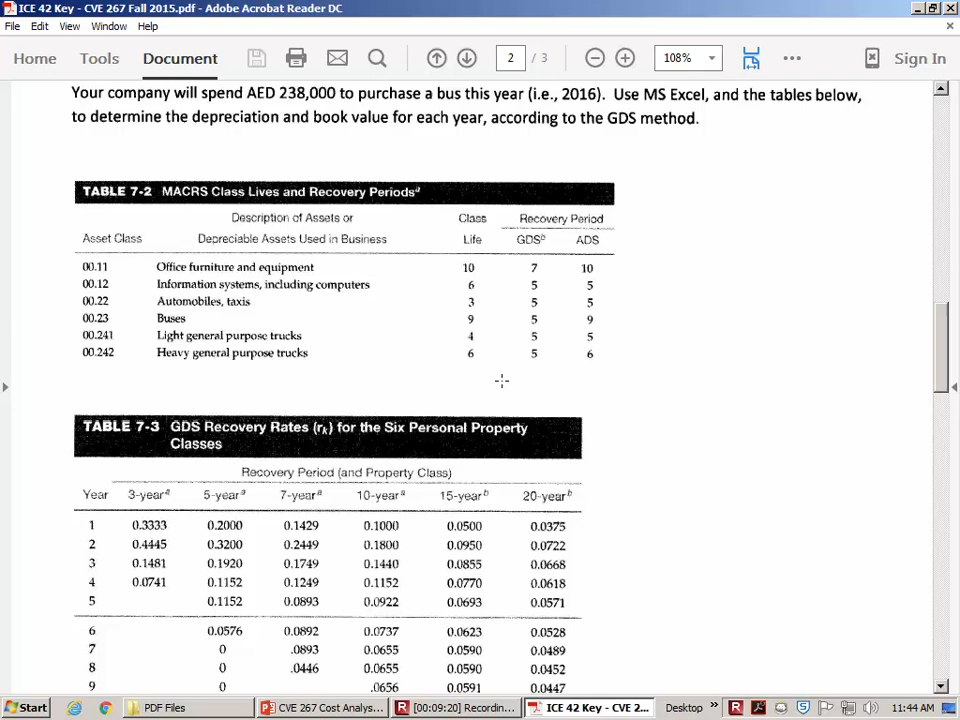 ICE 42 Key - CVE 267 Fall 2015.pdf - Adobe Acrobat Reader DC
File Edit View Window Help
Home Tools Document 2 / 3 108% Sign In
Your company will spend AED 238,000 to purchase a bus this year (i.e., 2016). Use MS Excel, and the tables below,
to determine the depreciation and book value for each year, according to the GDS method.
TABLE 7-2 MACRS Class Lives and Recovery Periodsᵃ
Description of Assets or Class Recovery Period
Asset Class Depreciable Assets Used in Business Life GDSᵇ ADS
00.11 Office furniture and equipment 10 7 10
00.12 Information systems, including computers 6 5 5
00.22 Automobiles, taxis 3 5 5
00.23 Buses 9 5 9
00.241 Light general purpose trucks 4 5 5
00.242 Heavy general purpose trucks 6 5 6
TABLE 7-3 GDS Recovery Rates (rₖ) for the Six Personal Property
Classes
Recovery Period (and Property Class)
Year 3-yearᵃ 5-yearᵃ 7-yearᵃ 10-yearᵃ 15-yearᵇ 20-yearᵇ
1 0.3333 0.2000 0.1429 0.1000 0.0500 0.0375
2 0.4445 0.3200 0.2449 0.1800 0.0950 0.0722
3 0.1481 0.1920 0.1749 0.1440 0.0855 0.0668
4 0.0741 0.1152 0.1249 0.1152 0.0770 0.0618
5 0.1152 0.0893 0.0922 0.0693 0.0571
6 0.0576 0.0892 0.0737 0.0623 0.0528
7 0 .0893 0.0655 0.0590 0.0489
8 0 .0446 0.0655 0.0590 0.0452
9 0 .0656 0.0591 0.0447
Start PDF Files CVE 267 Cost Analys... [00:09:20] Recordin... ICE 42 Key - CVE 2... Desktop » 11:44 AM